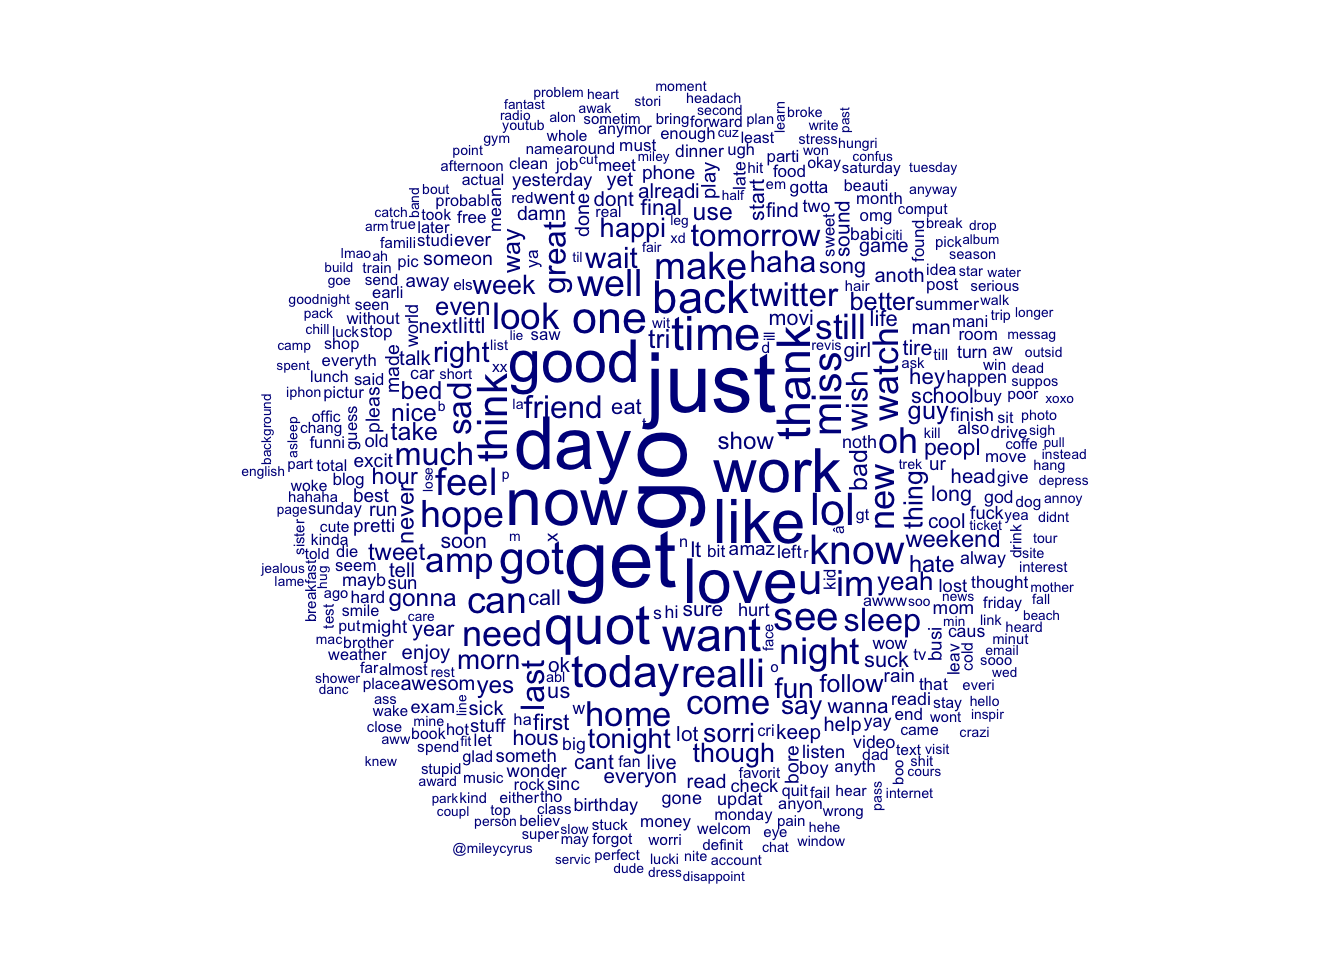 moment
problem heart
headach
fantast
stori
awak
second
radio
alon
sometim
bringforward
plan
learn
broke
past
youtub
anymor
write
gym
whole
enough
cuz
least
stress
hungri
point
namearound
must
dinner
ugh
parti
won
confus
afternoon
clean
job
cut
meet
miley
phone
late
hit
food
okay
saturday
tuesday
actual
yesterday
yet
play
half
start
em
gotta
beauti
anyway
band
bout
probabl
mean
redwent
dont
alreadi
month
catch
took
free
damn
done
real
final
leg
use
find
two
sweet
sound
omg
comput
arm
true
later
happi
xd
tomorrow
babi
citi
found
break
drop
famili
studi
ever
way
great
fair
game
pick
album
lmao
ah
pic
someon
ya
til
wait
make
haha
song
anoth
idea
star
water
season
build
train
goe
send
away
els
week
well
hair
post
serious
goodnight
seen
earli
even
back
twitter
better
summer
walk
pack
without
world
next
littl
look
one
wit
time
movi
still
life
man
mani
trip
longer
chill
luck
stop
lie
saw
tri
d
ill
revis
room
messag
camp
shop
talk
right
list
good
thank
miss
girl
watch
tire
till
turn
aw
outsid
spent
everyth
made
car
short
xx
just
ask
win
dead
lunch
said
bed
sad
think
wish
hey
happen
suppos
iphon
pictur
pleas
nice
b
la
friend
eat
school
buy
poor
xoxo
background
offic
guess
take
t
guy
finish
sit
photo
chang
day
go
show
noth
oh
kill
also
drive
sigh
asleep
funni
old
much
work
bad
peopl
coffe
pull
english
part
total
excit
move
instead
woke
blog
hour
lose
feel
p
trek
ur
head
give
hang
depress
hahaha
best
never
now
like
lol
gt
new
thing
long
god
dog
annoy
page
sunday
run
hope
â
cool
fuck
yea
didnt
cute
pretti
ticket
sister
kinda
soon
m
x
n
lt
bit
amaz
left
r
know
weekend
drink
tour
told
die
tweet
amp
got
get
hate
alway
site
jealous
hug
seem
tell
interest
lame
mayb
sun
love
u
kid
im
yeah
lost
thought
mother
breakfast
ago
hard
gonna
can
call
awww
soo
news
friday
fall
test
smile
care
quot
s
hi
sure
hurt
see
sleep
mom
beach
put
might
year
need
want
face
min
link
heard
mac
brother
wow
busi
caus
minut
weather
enjoy
morn
last
ok
today
realli
o
night
suck
tv
leav
cold
email
far
almost
rest
abl
rain
sooo
shower
place
awesom
yes
us
fun
follow
that
everi
wed
danc
ass
line
sick
come
say
wanna
readi
stay
hello
wake
exam
ha
first
w
home
end
wont
inspir
close
mine
book
hot
stuff
lot
sorri
cri
keep
help
yay
came
crazi
aww
spend
fit
let
hous
big
tonight
though
bore
listen
video
text
visit
knew
glad
someth
cant
fan
live
dad
boo
shit
stupid
wonder
everyon
read
favorit
check
boy
anyth
cours
award
music
rock
sinc
quit
fail
hear
pass
internet
park
kind
either
tho
birthday
gone
updat
anyon
coupl
top
class
monday
pain
wrong
person
believ
slow
stuck
money
welcom
eye
hehe
super
may
forgot
worri
definit
chat
window
@mileycyrus
servic
perfect
lucki
nite
account
dude
dress
disappoint